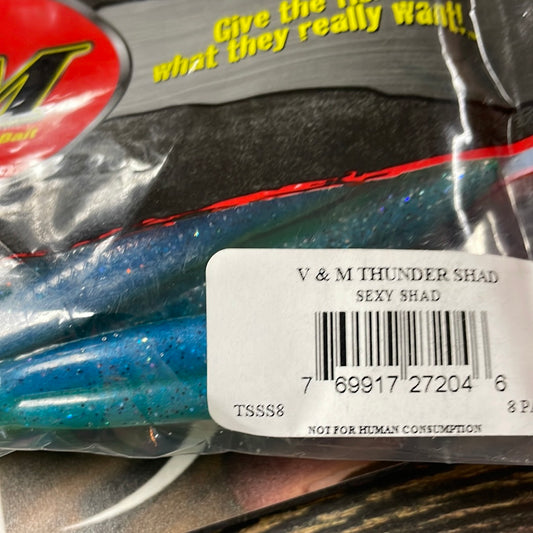 Give the
what they really want!
M
Bait
V & M THUNDER SHAD
SEXY SHAD
7 69917 27204 6
TSSS8
8 PA
NOT FOR HUMAN CONSUMPTION